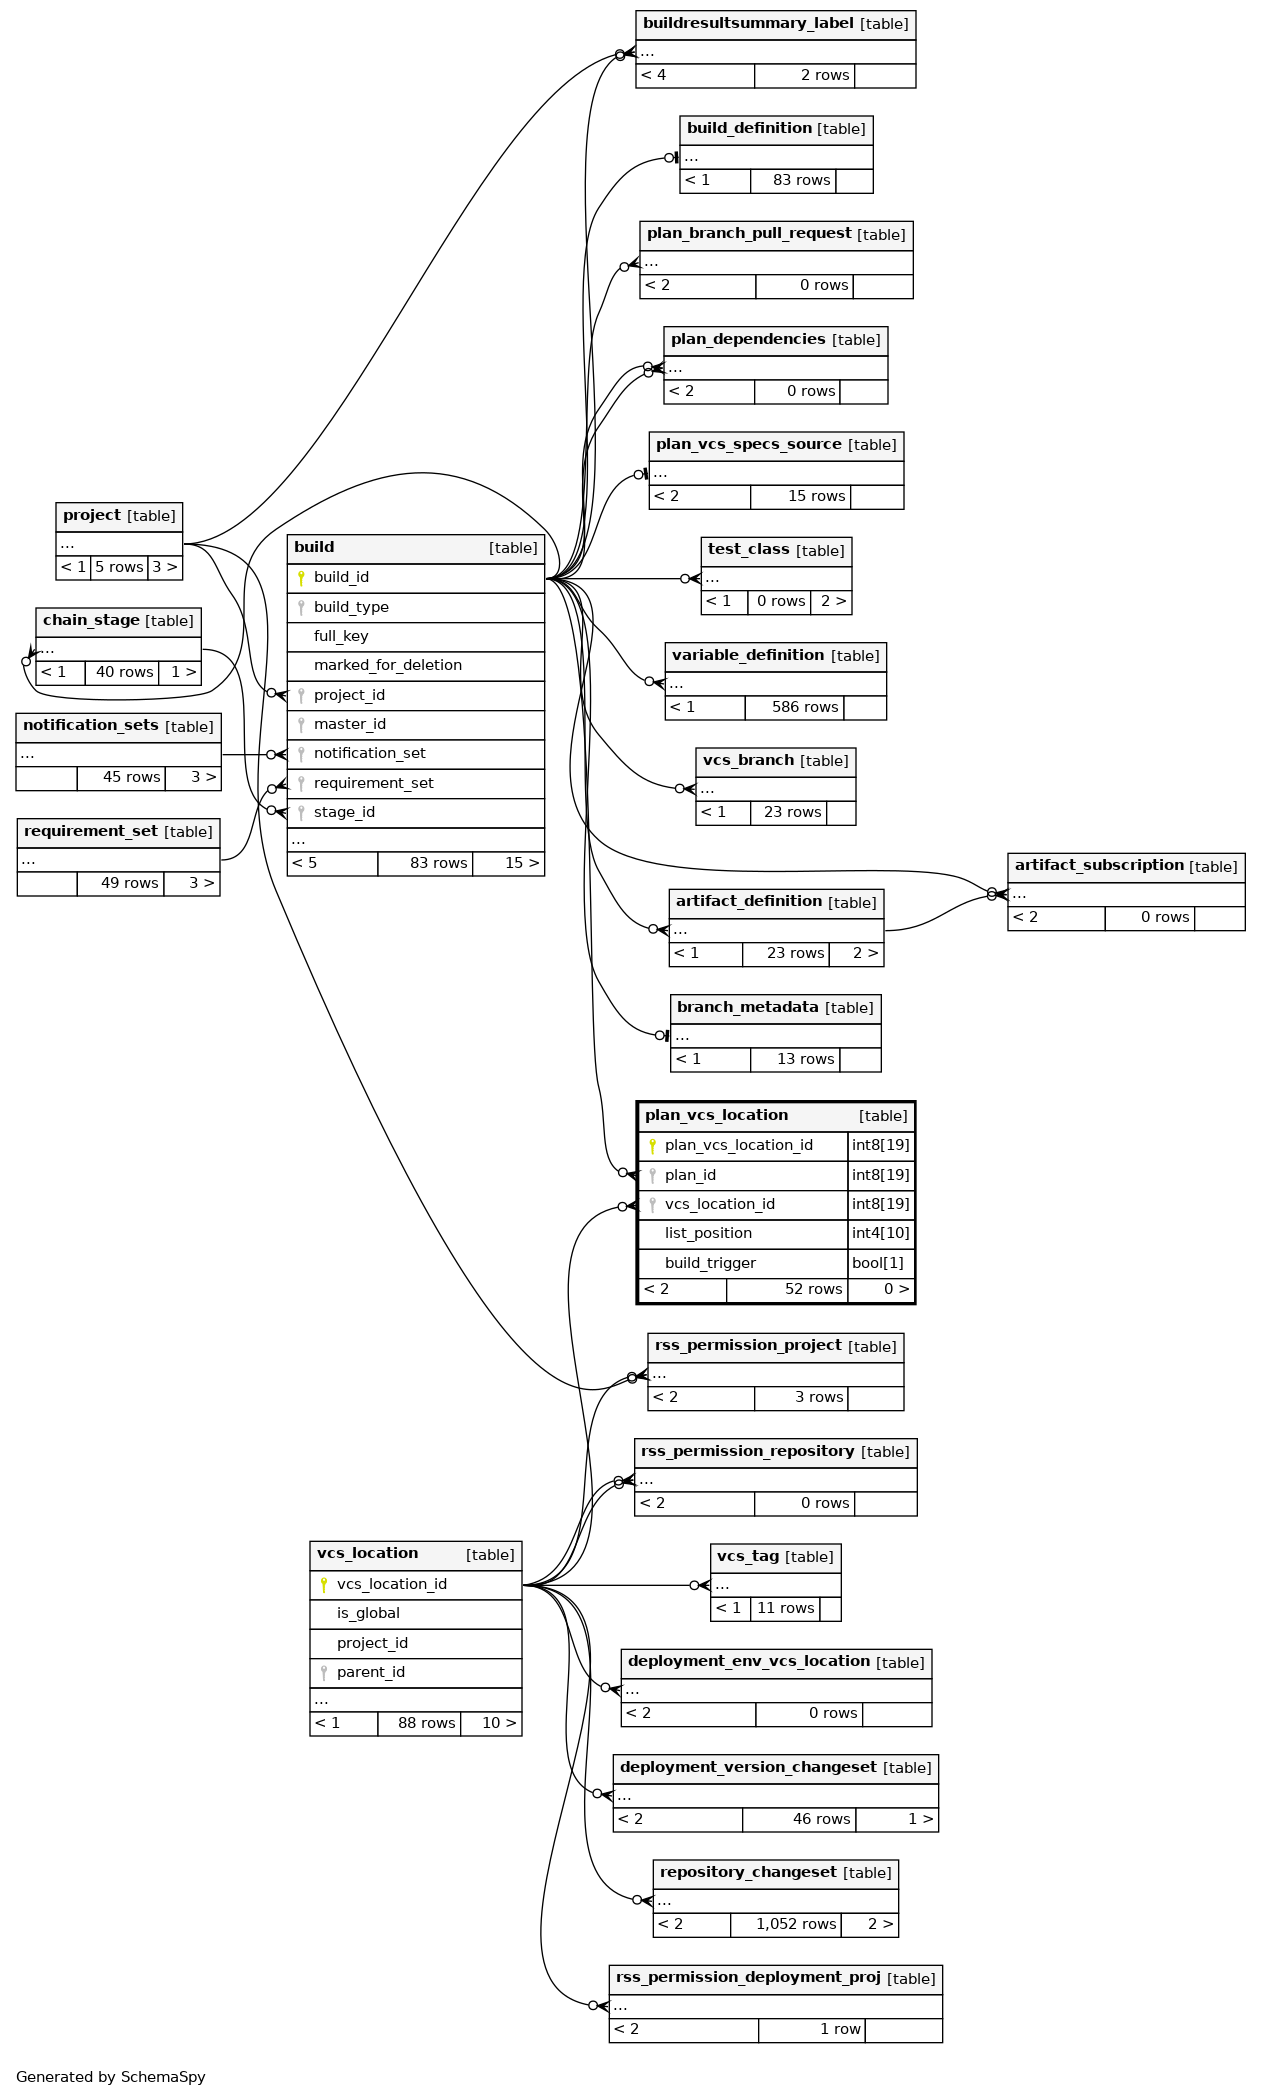 buildresultsummary_label [table]
...
< 4 2 rows
build_definition [table]
...
< 1 83 rows
plan_branch_pull_request [table]
...
< 2 0 rows
plan_dependencies [table]
...
< 2 0 rows
plan_vcs_specs_source [table]
...
< 2 15 rows
project [table]
...
< 1 5 rows 3 >
chain_stage [table]
...
< 1 40 rows 1 >
notification_sets [table]
...
45 rows 3 >
requirement_set [table]
...
49 rows 3 >
build [table]
build_id
build_type
full_key
marked_for_deletion
project_id
master_id
notification_set
requirement_set
stage_id
...
< 5 83 rows 15 >
test_class [table]
...
< 1 0 rows 2 >
variable_definition [table]
...
< 1 586 rows
vcs_branch [table]
...
< 1 23 rows
artifact_subscription [table]
...
< 2 0 rows
artifact_definition [table]
...
< 1 23 rows 2 >
branch_metadata [table]
...
< 1 13 rows
plan_vcs_location [table]
plan_vcs_location_id int8[19]
plan_id int8[19]
vcs_location_id int8[19]
list_position int4[10]
build_trigger bool[1]
< 2 52 rows 0 >
rss_permission_project [table]
...
< 2 3 rows
rss_permission_repository [table]
...
< 2 0 rows
vcs_location [table]
vcs_location_id
is_global
project_id
parent_id
...
< 1 88 rows 10 >
vcs_tag [table]
...
< 1 11 rows
deployment_env_vcs_location [table]
...
< 2 0 rows
deployment_version_changeset [table]
...
< 2 46 rows 1 >
repository_changeset [table]
...
< 2 1,052 rows 2 >
rss_permission_deployment_proj [table]
...
< 2 1 row
Generated by SchemaSpy